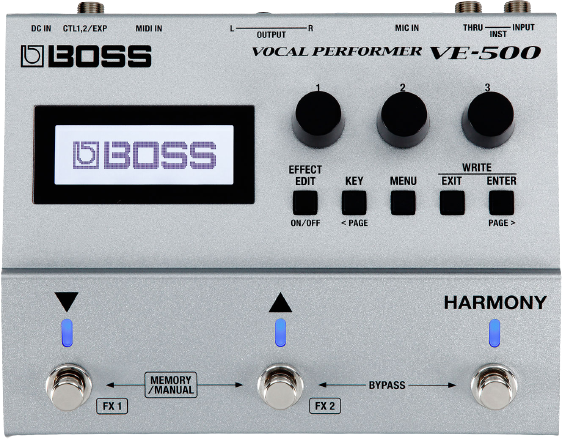 DC IN CTL1,2/EXP MIDI IN L OUTPUT R MIC IN THRU INST INPUT
BOSS
VOCAL PERFORMER VE-500
1 2 3
BOSS
EFFECT EDIT KEY MENU WRITE EXIT ENTER
ON/OFF < PAGE PAGE >
▼ ▲ HARMONY
MEMORY
/MANUAL
BYPASS
FX 1 FX 2